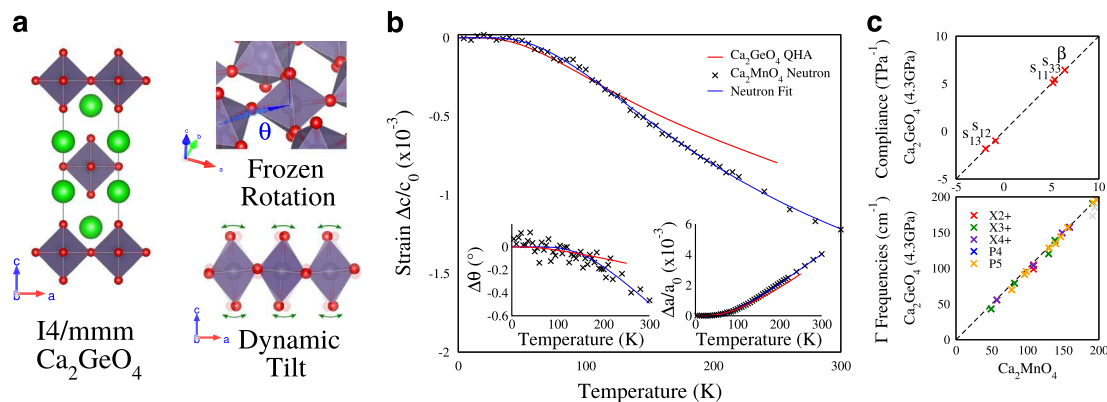 a
I4/mmm
Ca₂GeO₄
c
b
a
c
b
a
θ
Frozen
Rotation
c
b
a
Dynamic
Tilt
b
Strain Δc/c₀ (x10⁻³)
0
-0.5
-1
-1.5
-2
Ca₂GeO₄ QHA
Ca₂MnO₄ Neutron
Neutron Fit
Δθ (°)
0
-0.6
0 100 200 300
Temperature (K)
Δa/a₀ (x10⁻³)
6
4
2
0
0 100 200 300
Temperature (K)
0 100 200 300
Temperature (K)
c
Compliance (TPa⁻¹)
Ca₂GeO₄ (4.3GPa)
10
5
0
-5
-5 0 5 10
β
s₃₃
s₁₁
s₁₂
s₁₃
Γ Frequencies (cm⁻¹)
Ca₂GeO₄ (4.3GPa)
200
150
100
50
0
X2+
X3+
X4+
P4
P5
0 50 100 150 200
Ca₂MnO₄